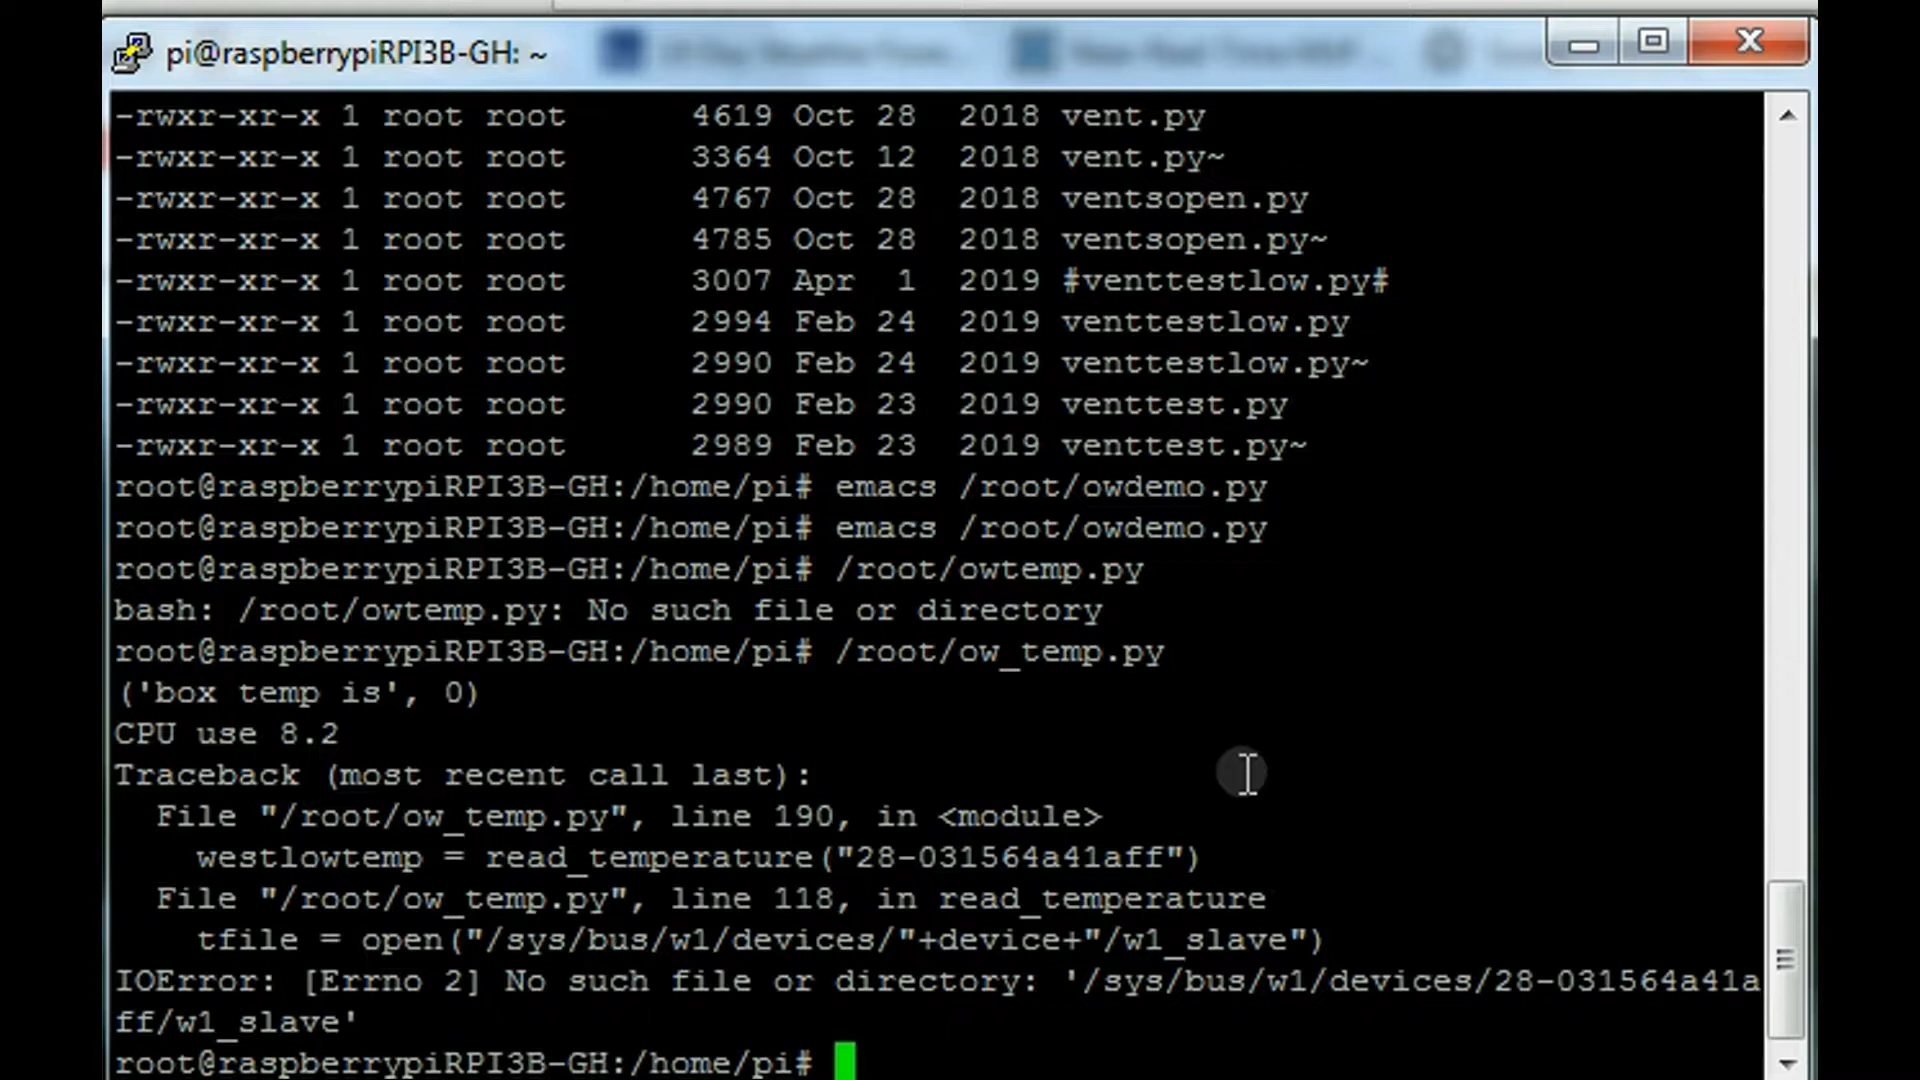 pi@raspberrypiRPI3B-GH: ~
-rwxr-xr-x 1 root root      4619 Oct 28  2018 vent.py
-rwxr-xr-x 1 root root      3364 Oct 12  2018 vent.py~
-rwxr-xr-x 1 root root      4767 Oct 28  2018 ventsopen.py
-rwxr-xr-x 1 root root      4785 Oct 28  2018 ventsopen.py~
-rwxr-xr-x 1 root root      3007 Apr  1  2019 #venttestlow.py#
-rwxr-xr-x 1 root root      2994 Feb 24  2019 venttestlow.py
-rwxr-xr-x 1 root root      2990 Feb 24  2019 venttestlow.py~
-rwxr-xr-x 1 root root      2990 Feb 23  2019 venttest.py
-rwxr-xr-x 1 root root      2989 Feb 23  2019 venttest.py~
root@raspberrypiRPI3B-GH:/home/pi# emacs /root/owdemo.py
root@raspberrypiRPI3B-GH:/home/pi# emacs /root/owdemo.py
root@raspberrypiRPI3B-GH:/home/pi# /root/owtemp.py
bash: /root/owtemp.py: No such file or directory
root@raspberrypiRPI3B-GH:/home/pi# /root/ow_temp.py
('box temp is', 0)
CPU use 8.2
Traceback (most recent call last):
  File "/root/ow_temp.py", line 190, in <module>
    westlowtemp = read_temperature("28-031564a41aff")
  File "/root/ow_temp.py", line 118, in read_temperature
    tfile = open("/sys/bus/w1/devices/"+device+"/w1_slave")
IOError: [Errno 2] No such file or directory: '/sys/bus/w1/devices/28-031564a41a
ff/w1_slave'
root@raspberrypiRPI3B-GH:/home/pi#